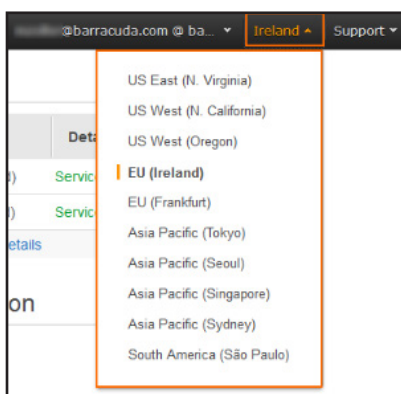 @barracuda.com @ ba... Ireland Support
US East (N. Virginia)
US West (N. California)
US West (Oregon)
Deta
EU (Ireland)
) Service
EU (Frankfurt)
) Servic
Asia Pacific (Tokyo)
etails
Asia Pacific (Seoul)
Asia Pacific (Singapore)
on
Asia Pacific (Sydney)
South America (São Paulo)